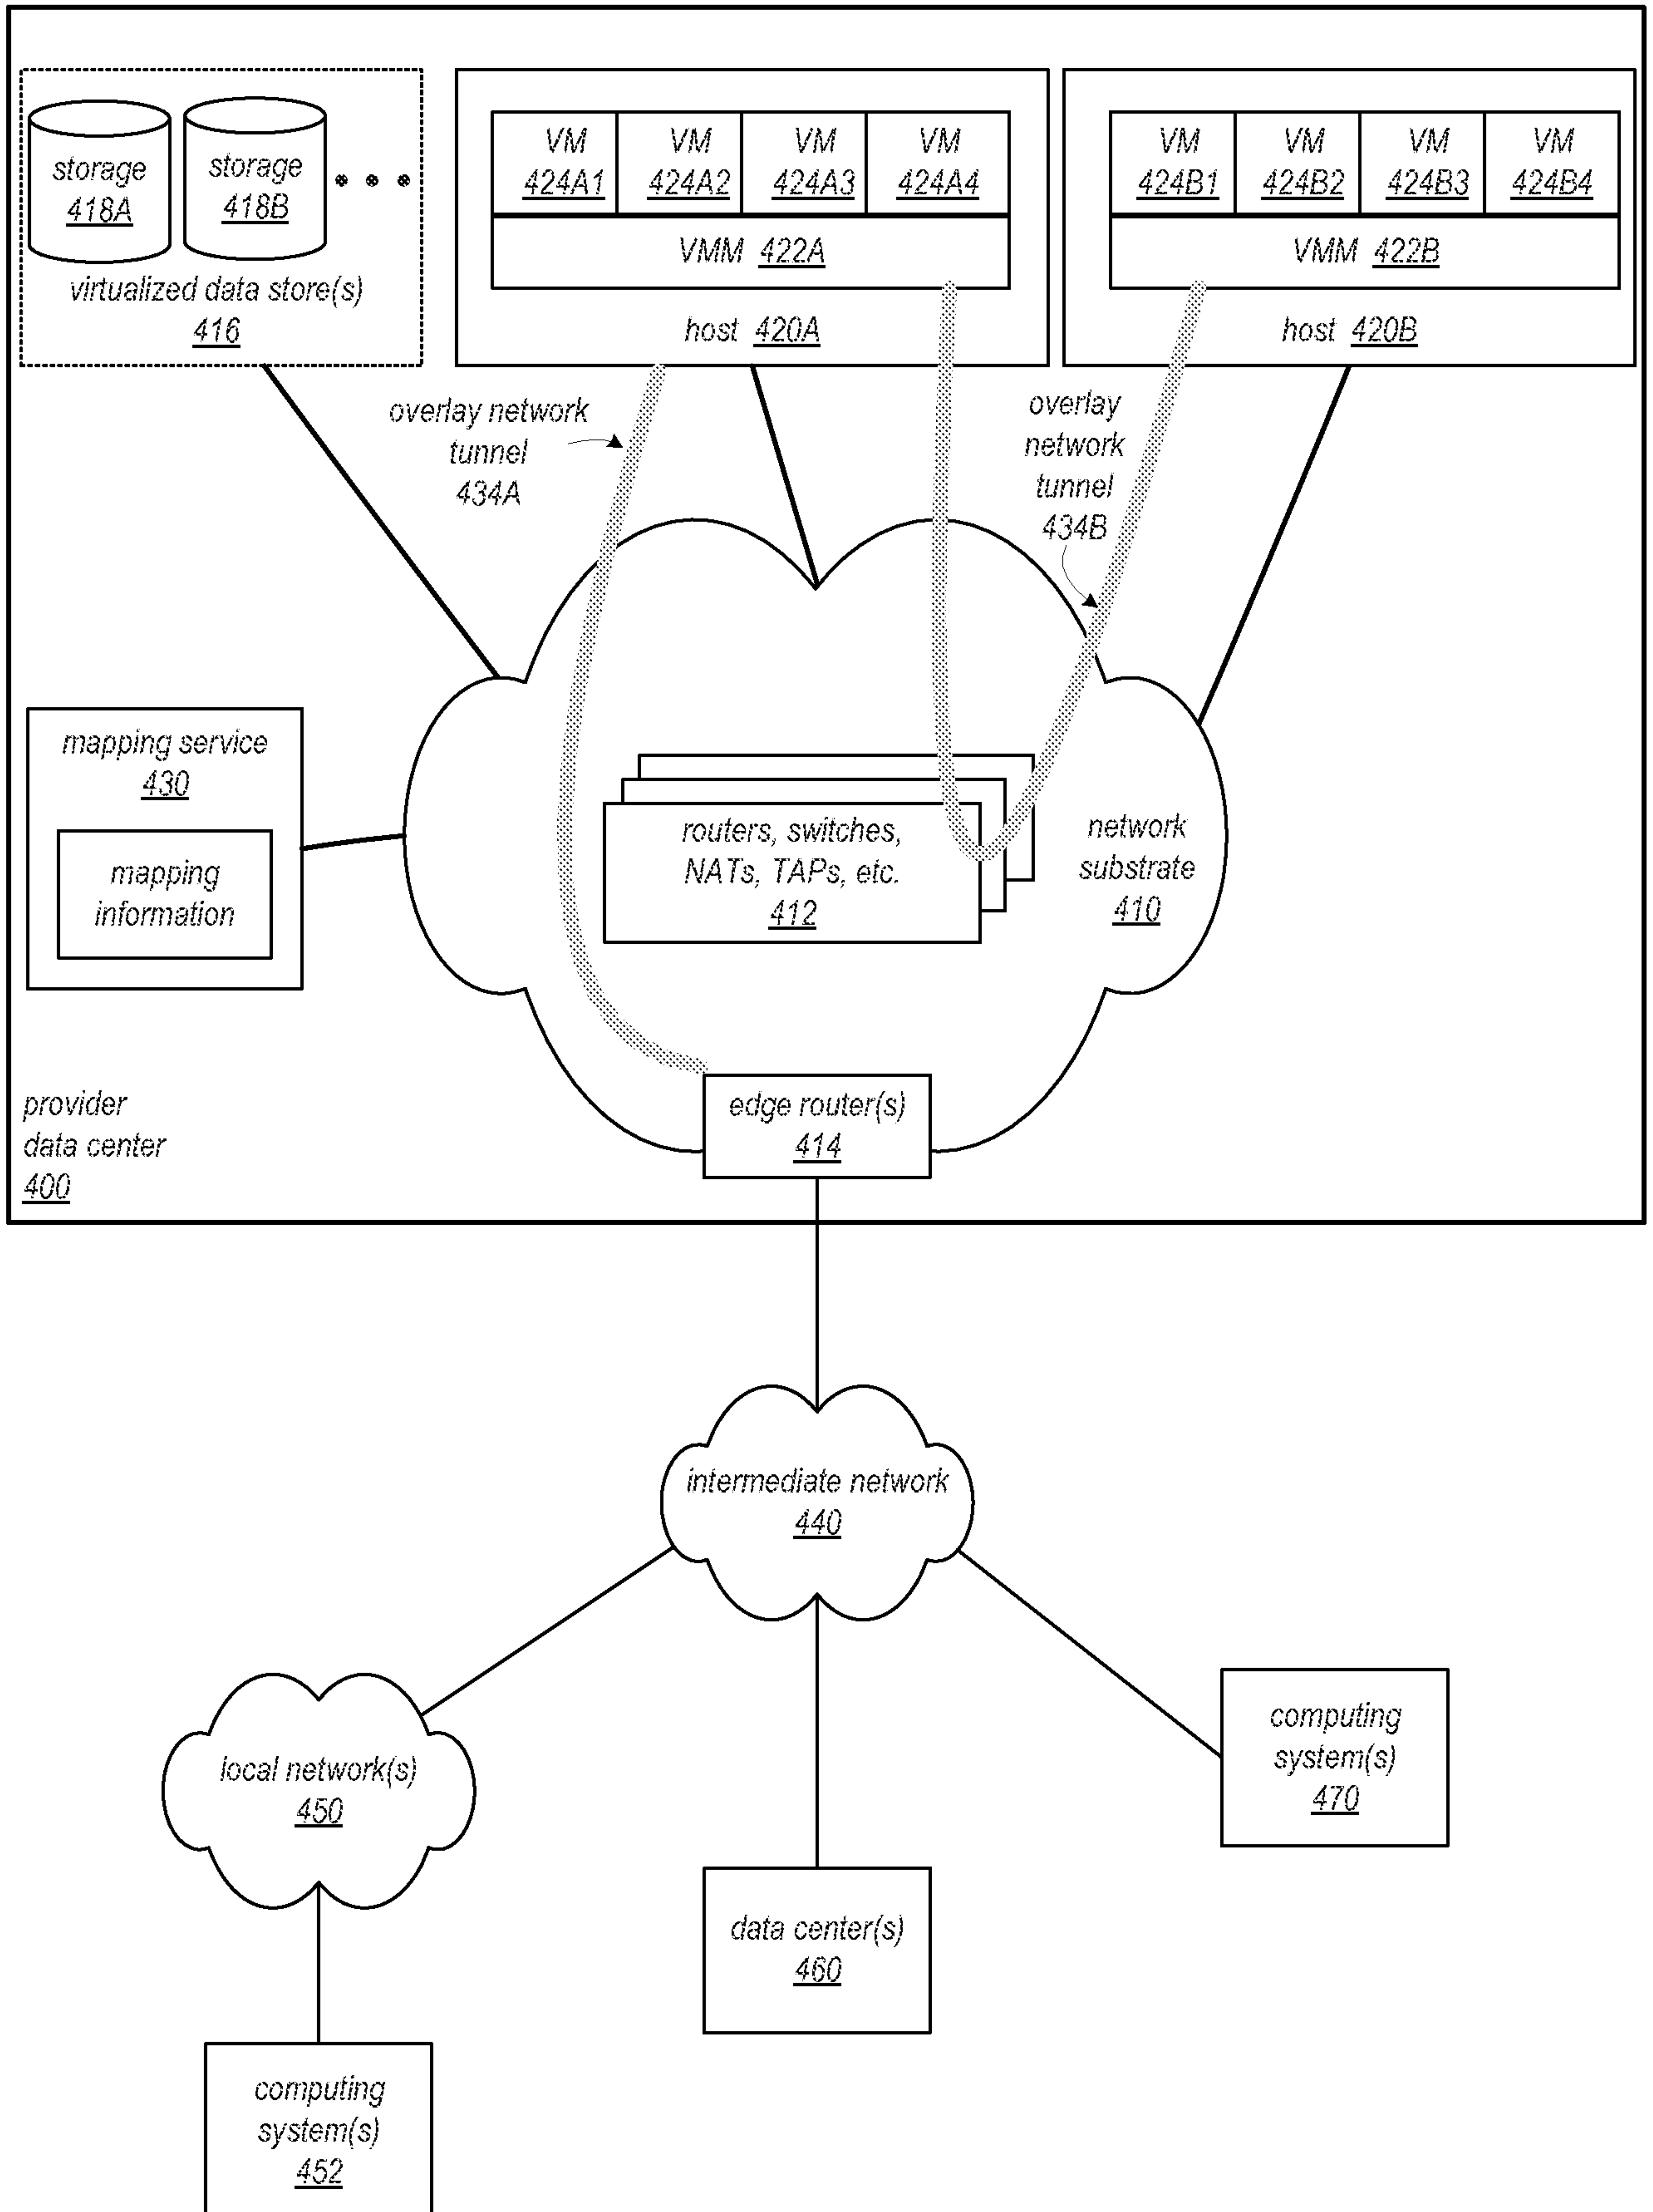 storage
418A
storage
418B
virtualized data store(s)
416
VM
424A1
VM
424A2
VM
424A3
VM
424A4
VMM 422A
host 420A
VM
424B1
VM
424B2
VM
424B3
VM
424B4
VMM 422B
host 420B
overlay network
tunnel
434A
overlay
network
tunnel
434B
mapping service
430
mapping
information
routers, switches,
NATs, TAPs, etc.
412
network
substrate
410
edge router(s)
414
provider
data center
400
intermediate network
440
local network(s)
450
computing
system(s)
470
data center(s)
460
computing
system(s)
452